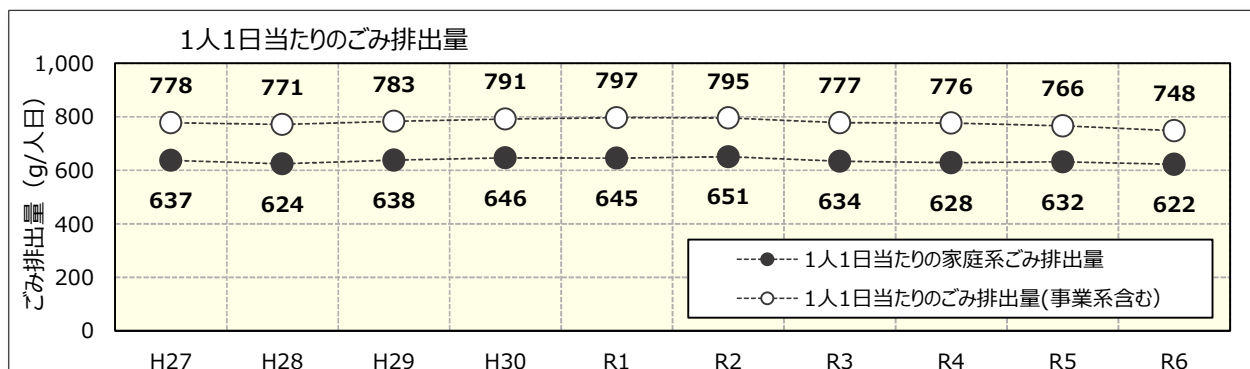 1人1日当たりのごみ排出量
ごみ排出量（g/人日）
1,000
800
600
400
200
0
778 771 783 791 797 795 777 776 766 748
637 624 638 646 645 651 634 628 632 622
1人1日当たりの家庭系ごみ排出量
1人1日当たりのごみ排出量(事業系含む）
H27 H28 H29 H30 R1 R2 R3 R4 R5 R6